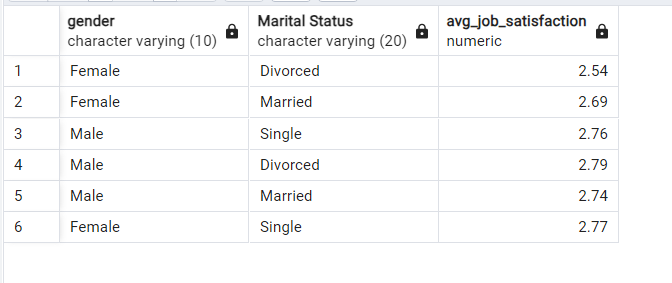 gender Marital Status avg_job_satisfaction
character varying (10) character varying (20) numeric
1 Female Divorced 2.54
2 Female Married 2.69
3 Male Single 2.76
4 Male Divorced 2.79
5 Male Married 2.74
6 Female Single 2.77